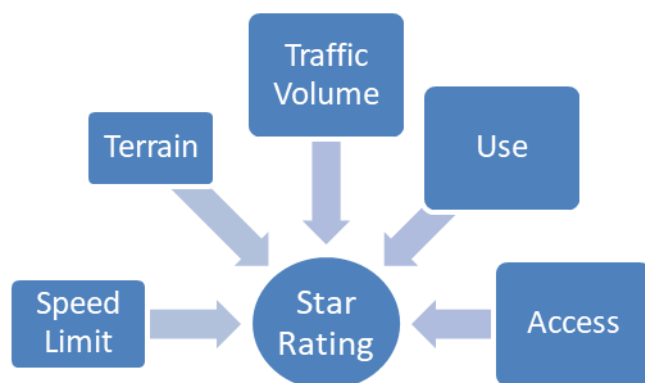 Traffic
Volume
Terrain
Use
Speed
Limit
Star
Rating
Access